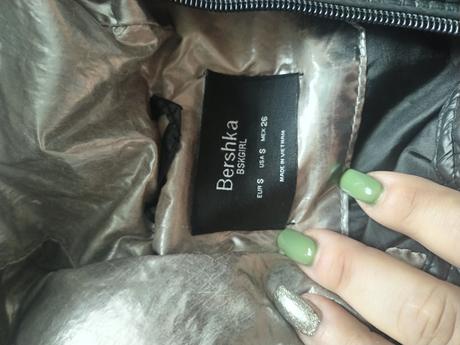 Bershka
BSKGIRL
EUR S USA S MEX 26
MADE IN VIETNAM